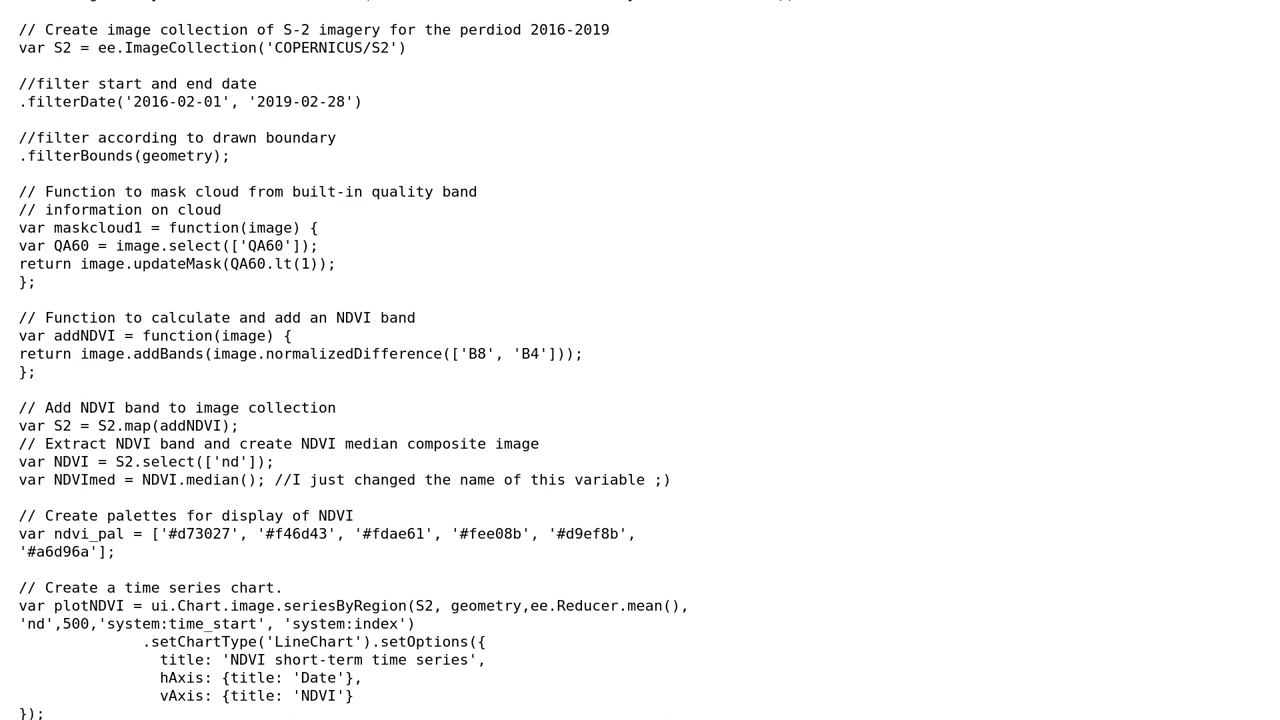 // Create image collection of S-2 imagery for the perdiod 2016-2019
var S2 = ee.ImageCollection('COPERNICUS/S2')
//filter start and end date
.filterDate('2016-02-01', '2019-02-28')
//filter according to drawn boundary
.filterBounds(geometry);
// Function to mask cloud from built-in quality band
// information on cloud
var maskcloud1 = function(image) {
var QA60 = image.select(['QA60']);
return image.updateMask(QA60.lt(1));
};
// Function to calculate and add an NDVI band
var addNDVI = function(image) {
return image.addBands(image.normalizedDifference(['B8', 'B4']));
};
// Add NDVI band to image collection
var S2 = S2.map(addNDVI);
// Extract NDVI band and create NDVI median composite image
var NDVI = S2.select(['nd']);
var NDVImed = NDVI.median(); //I just changed the name of this variable ;)
// Create palettes for display of NDVI
var ndvi_pal = ['#d73027', '#f46d43', '#fdae61', '#fee08b', '#d9ef8b',
'#a6d96a'];
// Create a time series chart.
var plotNDVI = ui.Chart.image.seriesByRegion(S2, geometry,ee.Reducer.mean(),
'nd',500,'system:time_start', 'system:index')
.setChartType('LineChart').setOptions({
title: 'NDVI short-term time series',
hAxis: {title: 'Date'},
vAxis: {title: 'NDVI'}
});